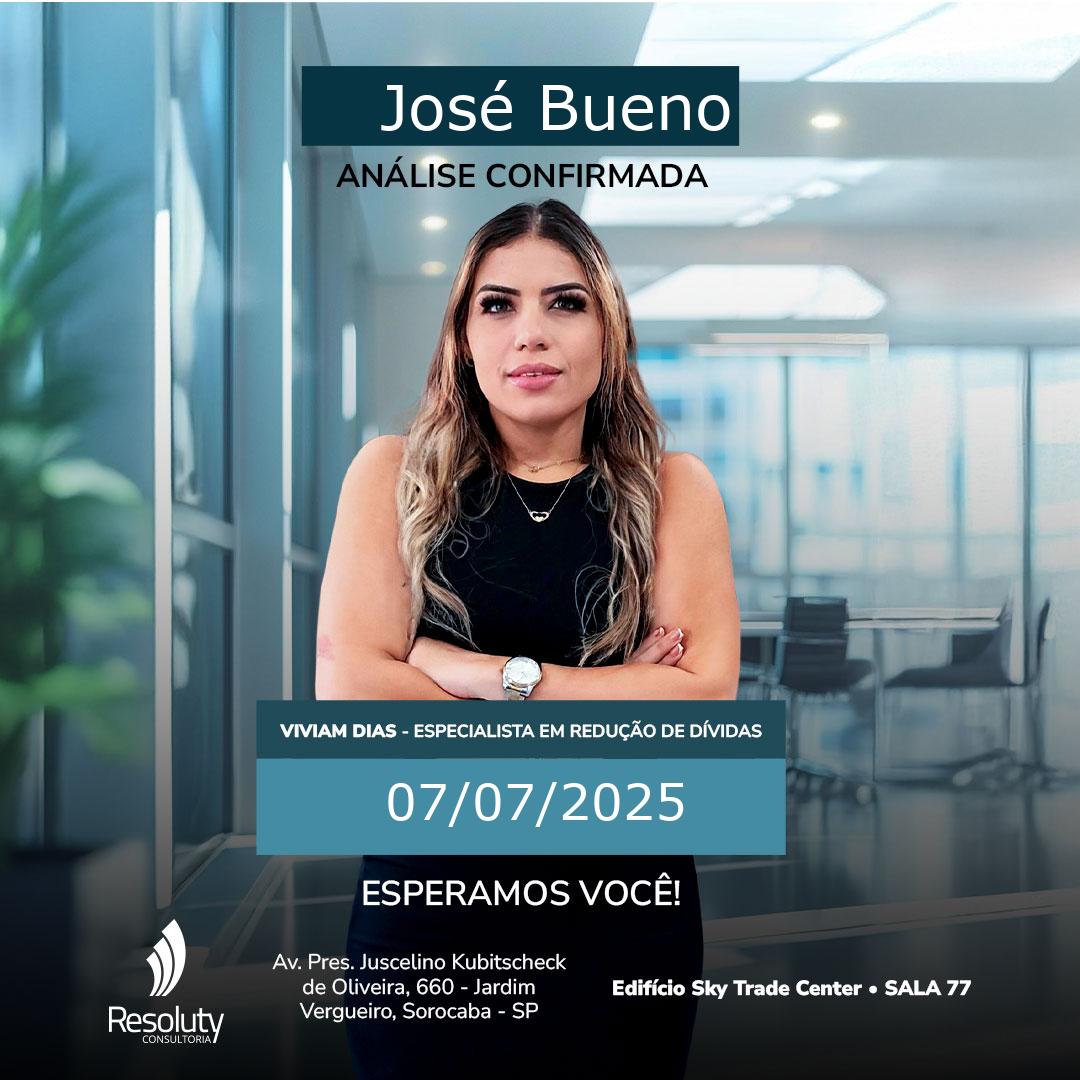 José Bueno
ANÁLISE CONFIRMADA
VIVIAM DIAS - ESPECIALISTA EM REDUÇÃO DE DÍVIDAS
07/07/2025
ESPERAMOS VOCÊ!
Av. Pres. Juscelino Kubitscheck
de Oliveira, 660 - Jardim
Vergueiro, Sorocaba - SP
Edifício Sky Trade Center • SALA 77
Resoluty
CONSULTORIA